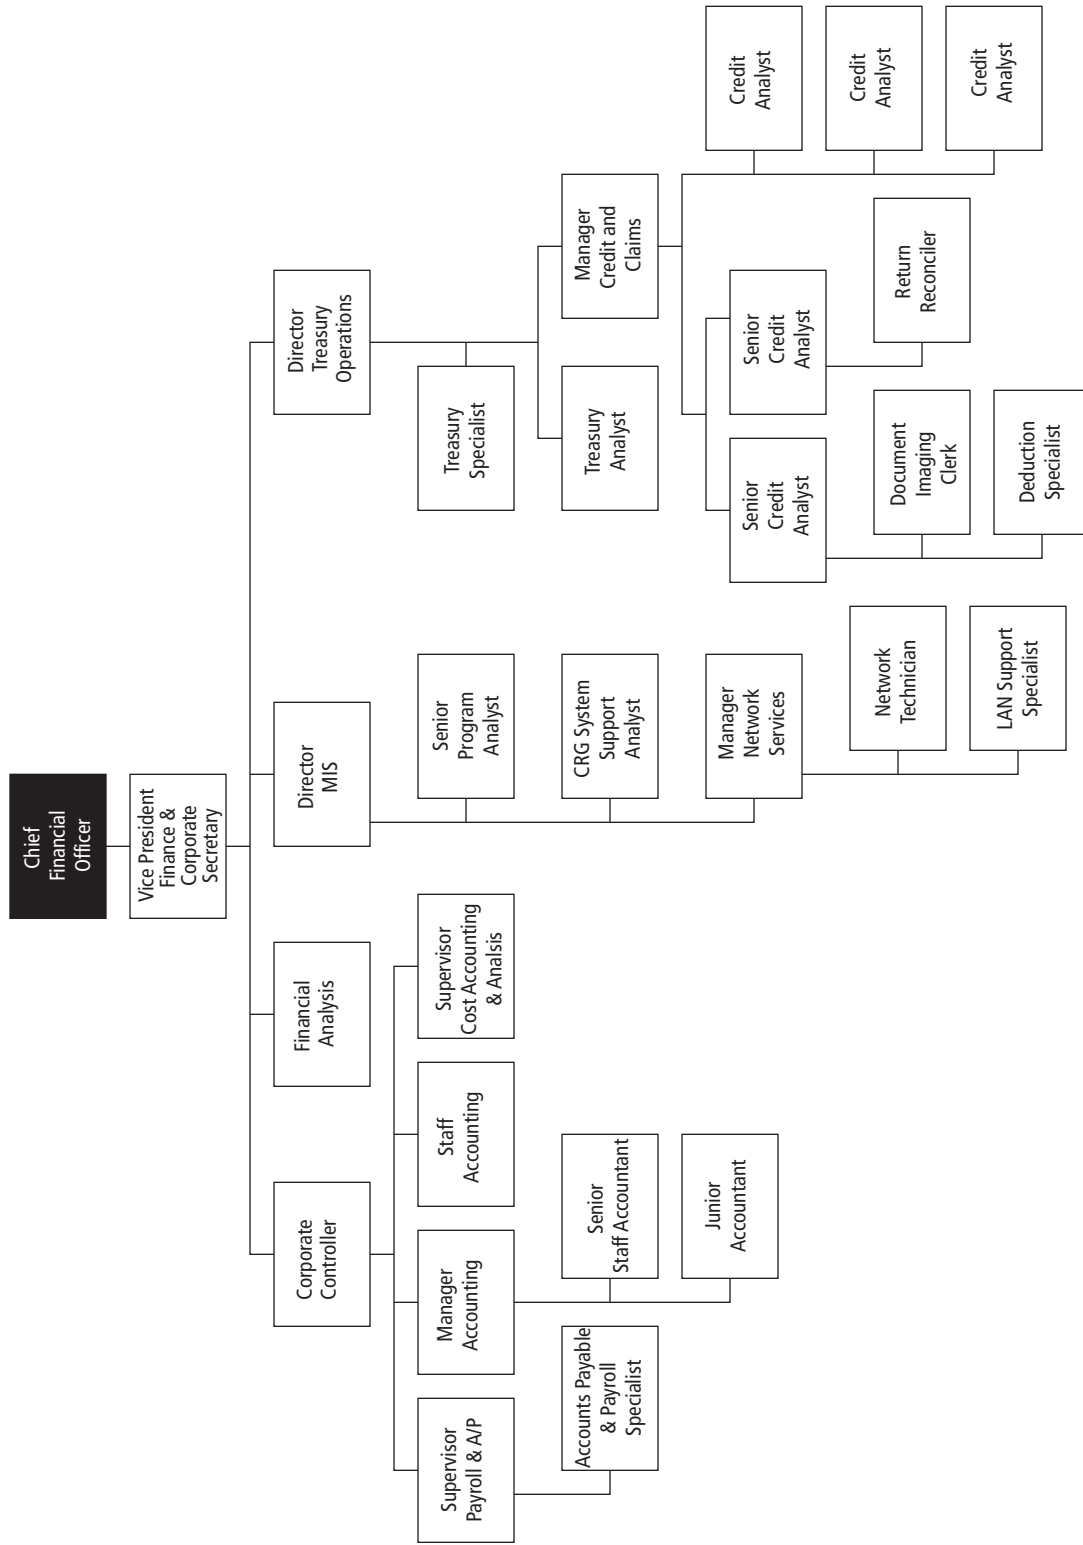 Chief
Financial
Officer
Vice President
Finance &
Corporate
Secretary
Corporate
Controller
Financial
Analysis
Director
MIS
Director
Treasury
Operations
Supervisor
Payroll & A/P
Manager
Accounting
Staff
Accounting
Supervisor
Cost Accounting
& Analsis
Accounts Payable
& Payroll
Specialist
Senior
Staff Accountant
Junior
Accountant
Senior
Program
Analyst
CRG System
Support
Analyst
Manager
Network
Services
Network
Technician
LAN Support
Specialist
Treasury
Specialist
Treasury
Analyst
Manager
Credit and
Claims
Senior
Credit
Analyst
Senior
Credit
Analyst
Document
Imaging
Clerk
Deduction
Specialist
Return
Reconciler
Credit
Analyst
Credit
Analyst
Credit
Analyst